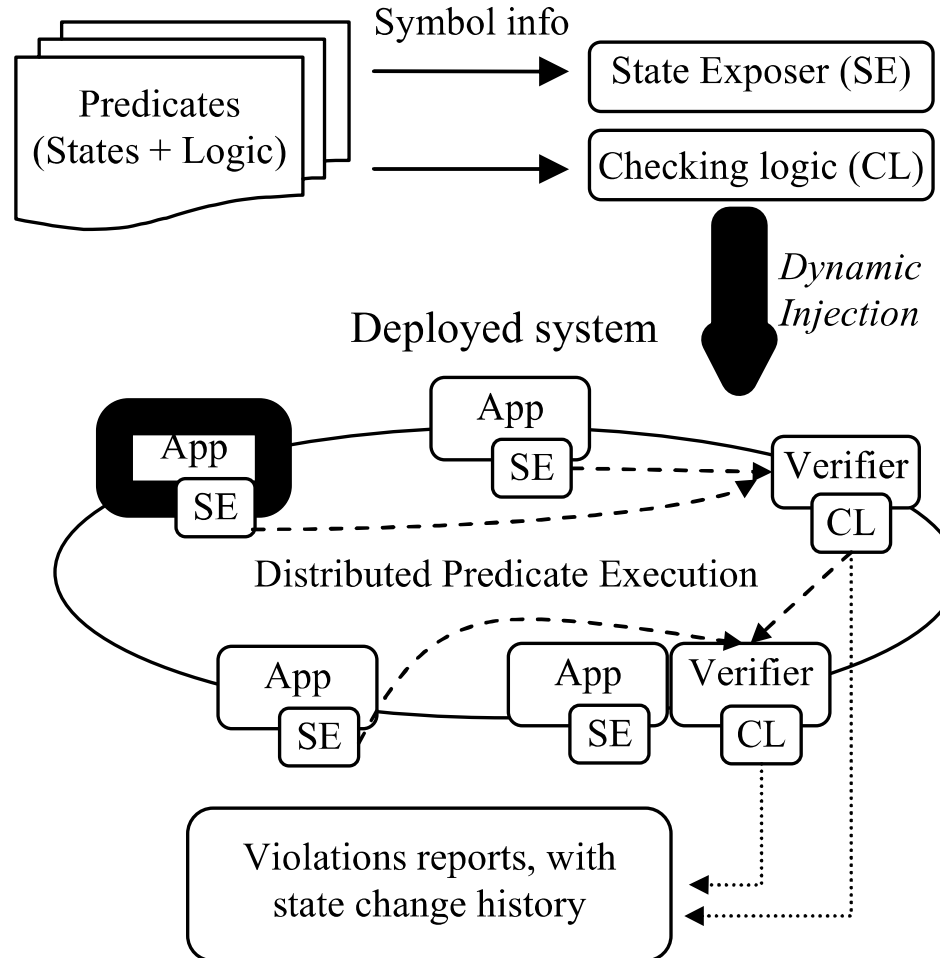 Symbol info
State Exposer (SE)
Predicates
(States + Logic)
Checking logic (CL)
Dynamic
Injection
Deployed system
App
SE
App
SE
Verifier
CL
Distributed Predicate Execution
App
SE
App
SE
Verifier
CL
Violations reports, with
state change history